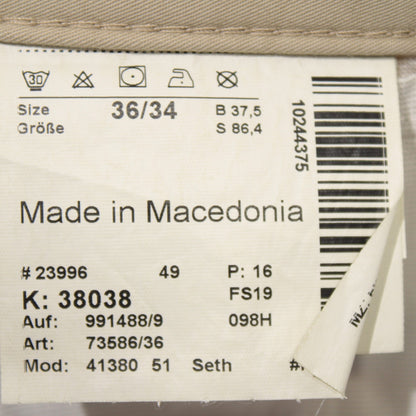 30
Size 36/34 B 37,5
Größe S 86,4
10244375
Made in Macedonia
# 23996 49 P: 16
K: 38038 FS19
Auf: 991488/9 098H
Art: 73586/36
Mod: 41380 51 Seth